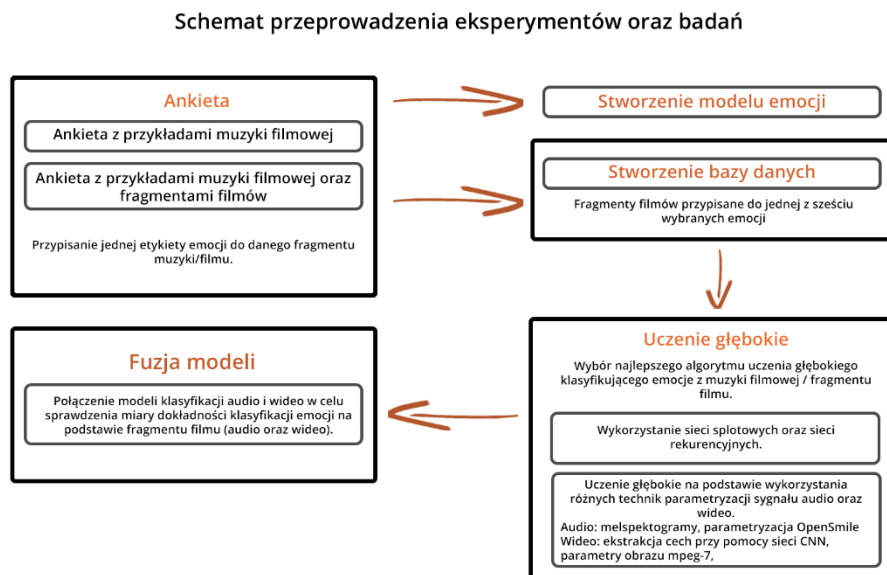 Schemat przeprowadzenia eksperymentów oraz badań
Ankieta
Ankieta z przykładami muzyki filmowej
Ankieta z przykładami muzyki filmowej oraz
fragmentami filmów
Przypisanie jednej etykiety emocji do danego fragmentu
muzyki/filmu.
Stworzenie modelu emocji
Stworzenie bazy danych
Fragmenty filmów przypisane do jednej z sześciu
wybranych emocji
Uczenie głębokie
Wybór najlepszego algorytmu uczenia głębokiego
klasyfikującego emocje z muzyki filmowej / fragmentu
filmu.
Wykorzystanie sieci splotowych oraz sieci
rekurencyjnych.
Uczenie głębokie na podstawie wykorzystania
różnych technik parametryzacji sygnału audio oraz
wideo.
Audio: melspektogramy, parametryzacja OpenSmile
Wideo: ekstrakcja cech przy pomocy sieci CNN,
parametry obrazu mpeg-7,
Fuzja modeli
Połączenie modeli klasyfikacji audio i wideo w celu
sprawdzenia miary dokładności klasyfikacji emocji na
podstawie fragmentu filmu (audio oraz wideo).